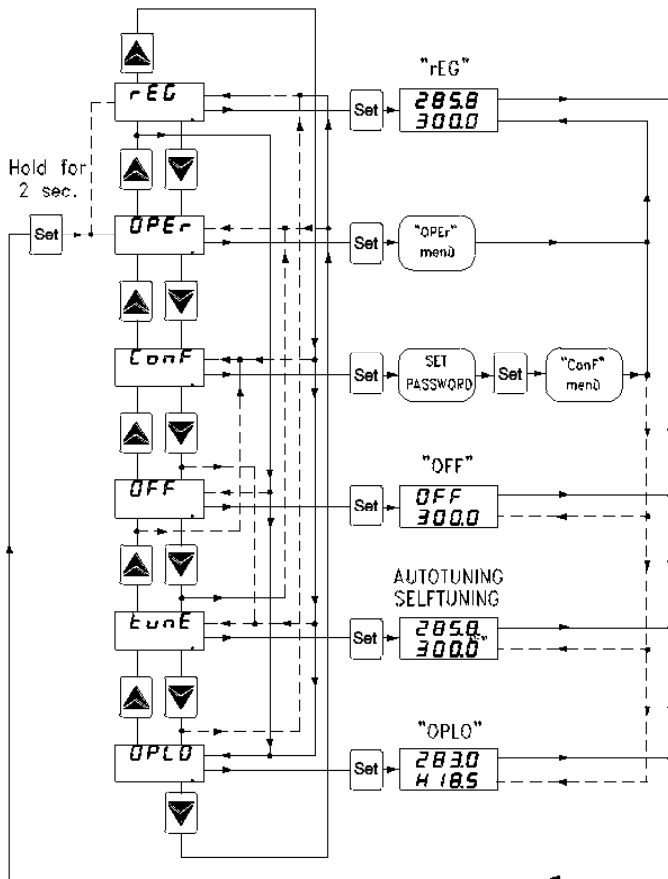 "rEG"
rEG
Set
285.8
300.0
Hold for
2 sec.
Set
OPEr
Set
"OPEr"
menù
ConF
Set
SET
PASSWORD
Set
"ConF"
menù
"OFF"
OFF
Set
OFF
300.0
AUTOTUNING
SELFTUNING
tunE
Set
285.8
300.0
"OPLO"
OPLO
Set
283.0
H 18.5